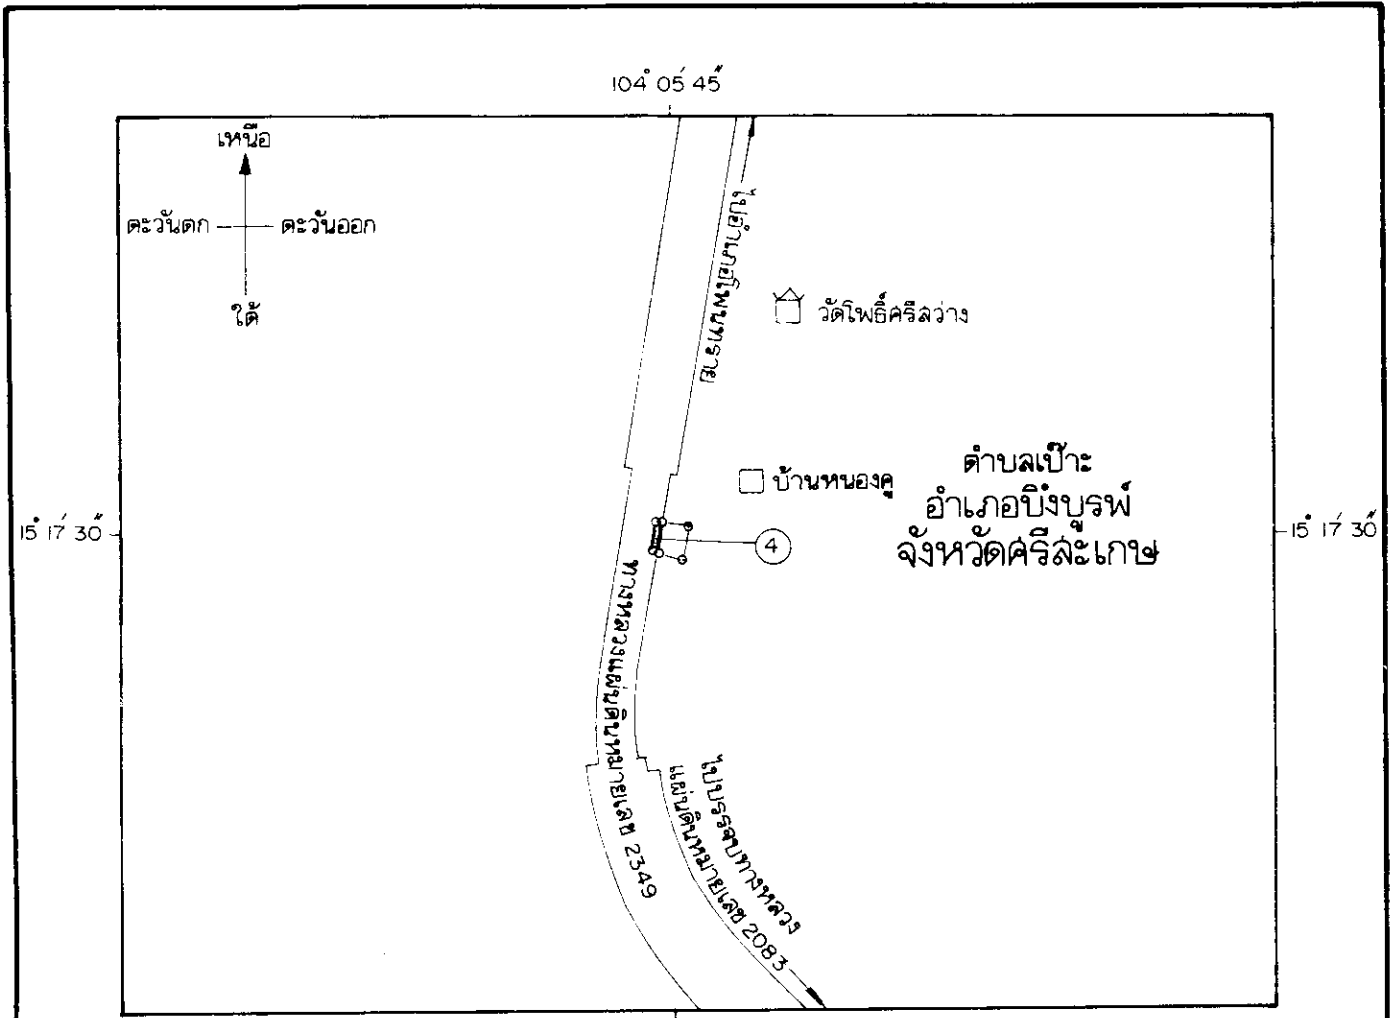 104° 05′ 45″
เหนือ
ตะวันตก
ตะวันออก
ใต้
ไปอำเภอโพนทราย
วัดโพธิ์ศรีสว่าง
บ้านหนองคู
ตำบลเป๊าะ
อำเภอบึงบูรพ์
จังหวัดศรีสะเกษ
15° 17′ 30″
15° 17′ 30″
4
ทางหลวงแผ่นดินหมายเลข 2349
ไปบรรจบทางหลวง
แผ่นดินหมายเลข 2083